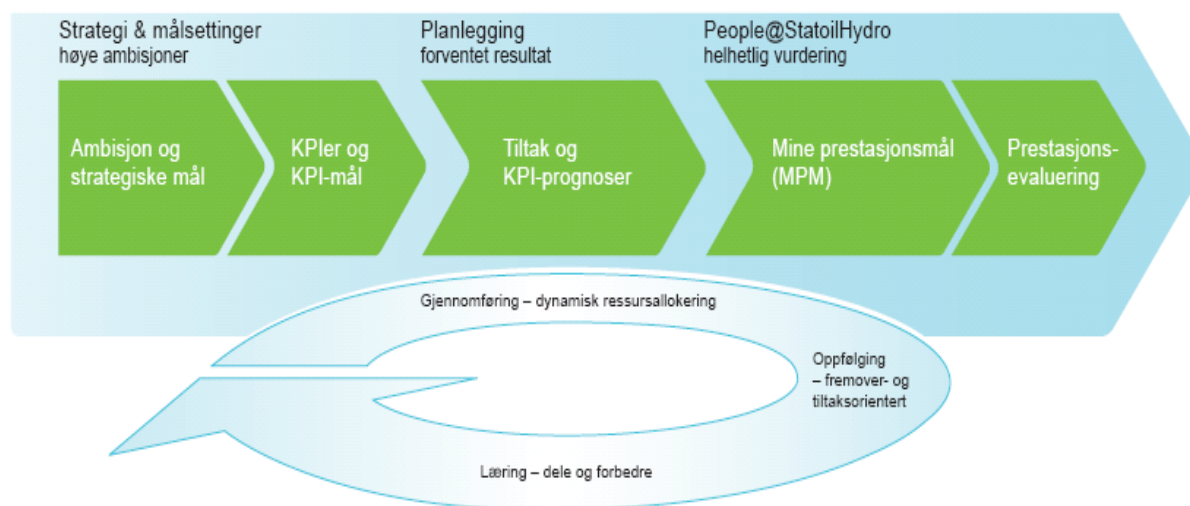 Strategi & målsettinger
høye ambisjoner
Planlegging
forventet resultat
People@StatoilHydro
helhetlig vurdering
Ambisjon og
strategiske mål
KPIer og
KPI-mål
Tiltak og
KPI-prognoser
Mine prestasjonsmål
(MPM)
Prestasjons-
evaluering
Gjennomføring – dynamisk ressursallokering
Oppfølging
– fremover- og
tiltaksorientert
Læring – dele og forbedre